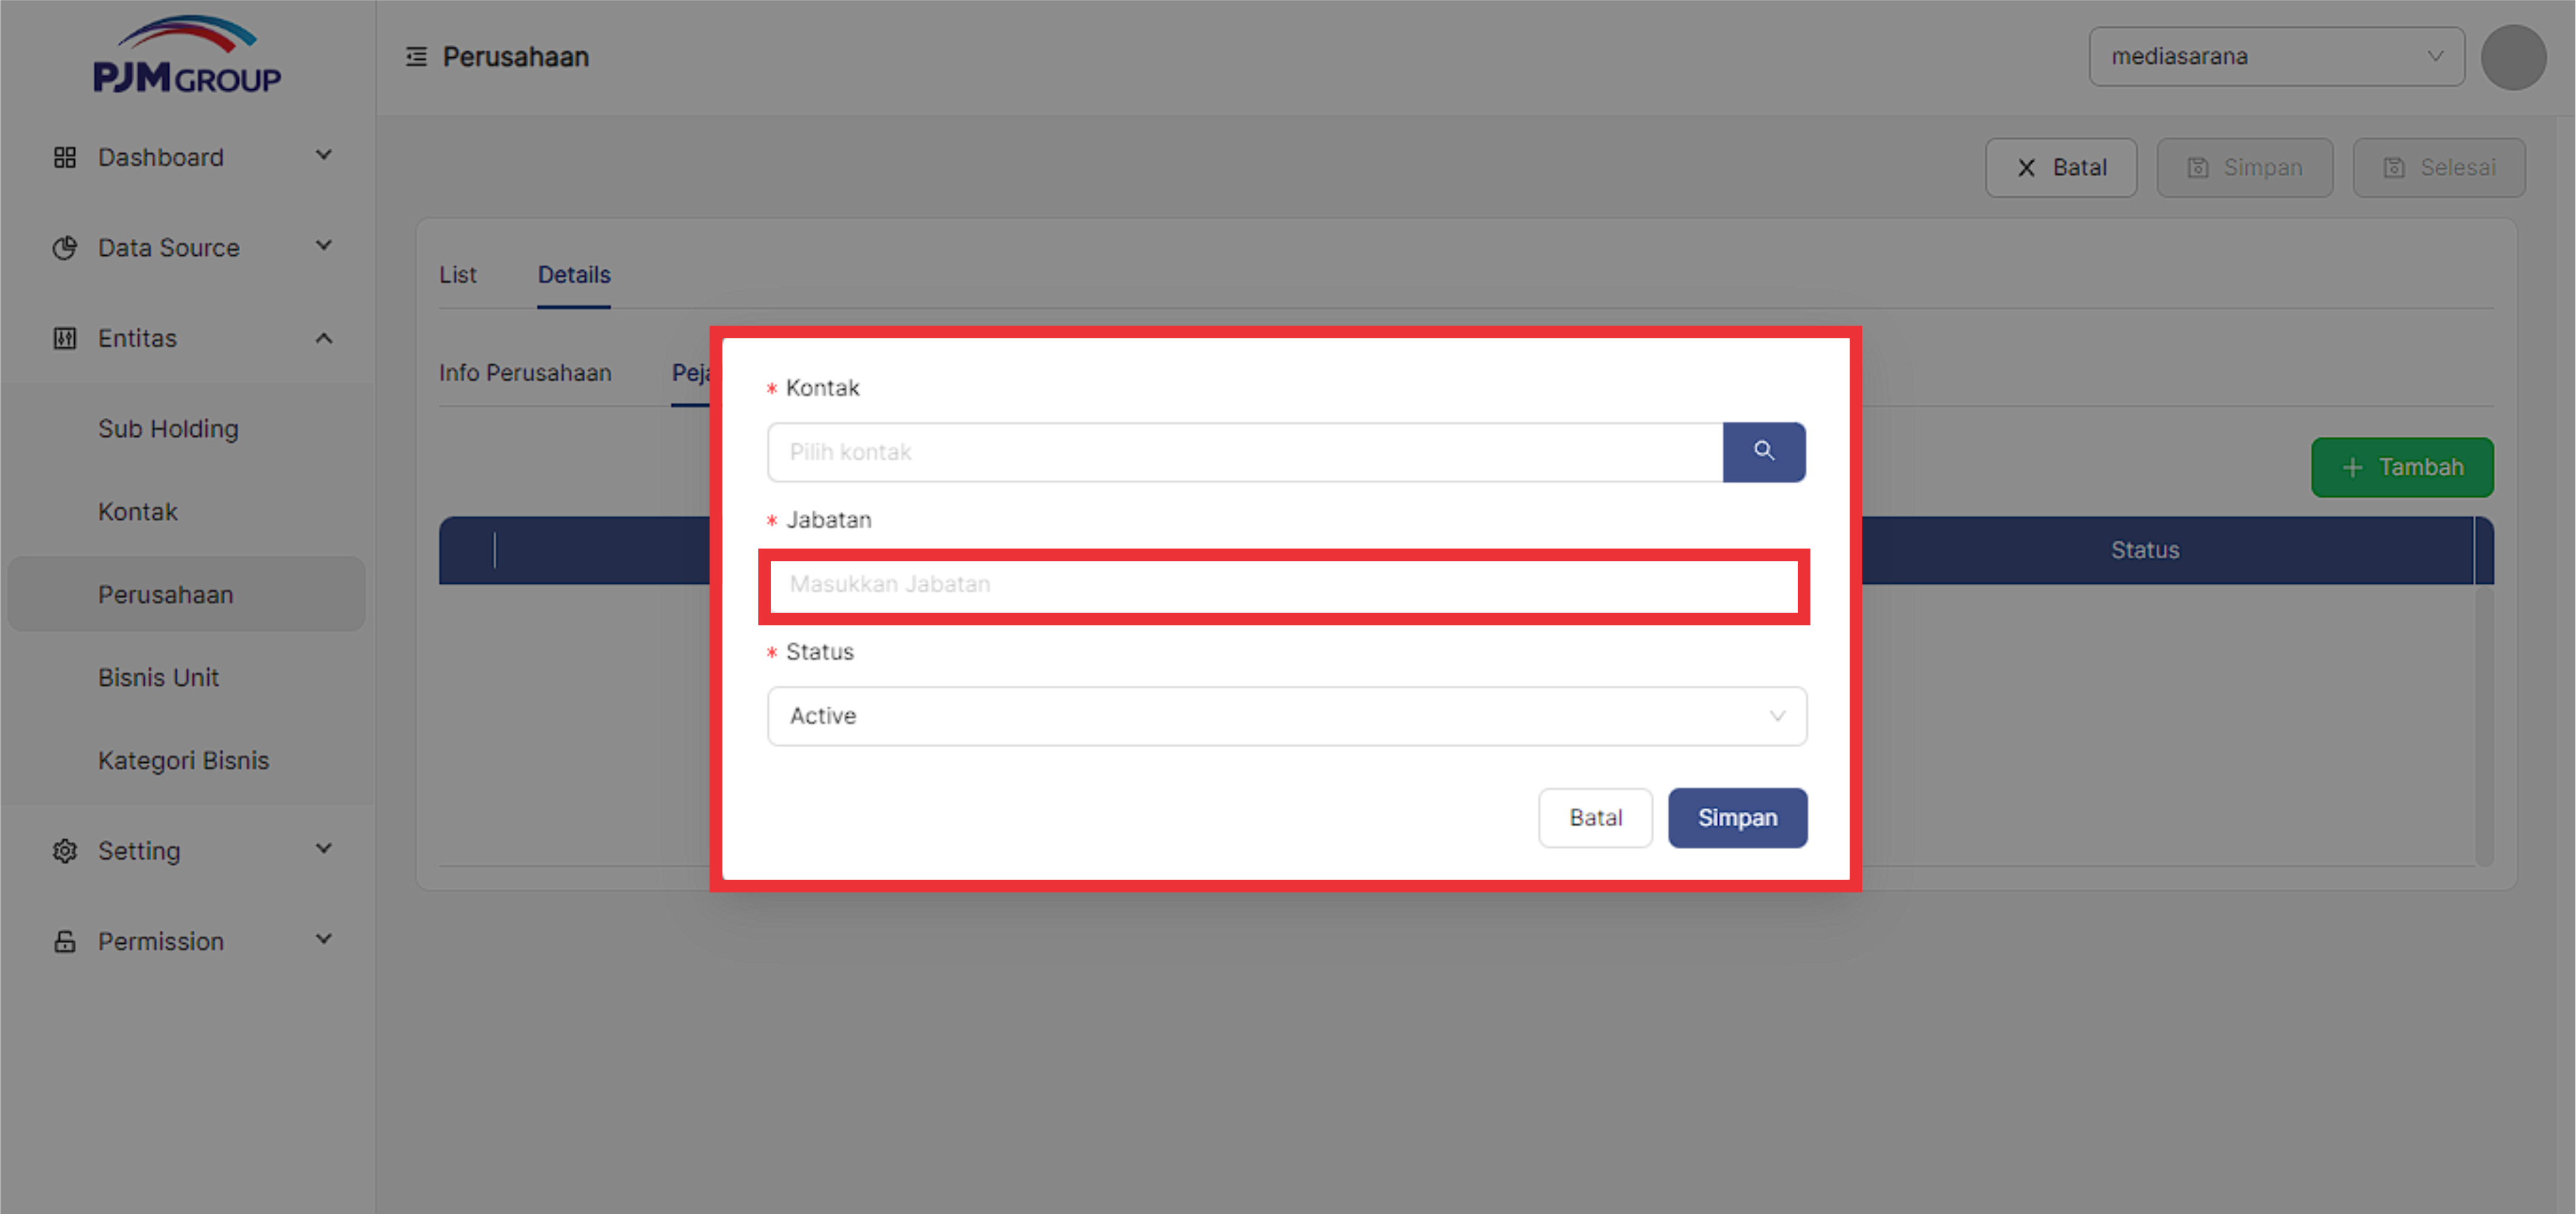 PJM GROUP
Perusahaan
mediasarana
Dashboard
Data Source
Entitas
Sub Holding
Kontak
Perusahaan
Bisnis Unit
Kategori Bisnis
Setting
Permission
Batal
Simpan
Selesai
List
Details
Info Perusahaan
Tambah
Status
* Kontak
Pilih kontak
* Jabatan
Masukkan Jabatan
* Status
Active
Batal
Simpan